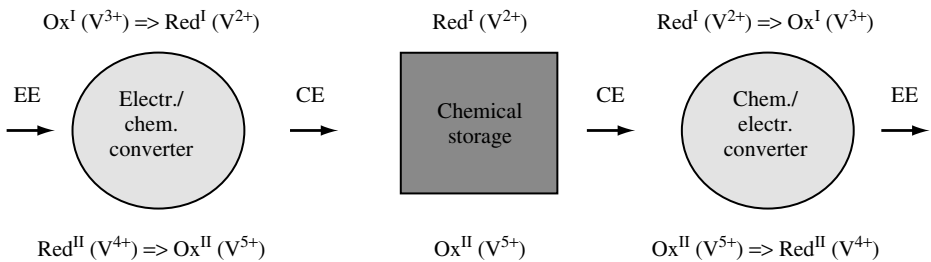 Ox^I (V^3+) => Red^I (V^2+)
Red^I (V^2+)
Red^I (V^2+) => Ox^I (V^3+)
EE
Electr./
chem.
converter
CE
Chemical
storage
CE
Chem./
electr.
converter
EE
Red^II (V^4+) => Ox^II (V^5+)
Ox^II (V^5+)
Ox^II (V^5+) => Red^II (V^4+)